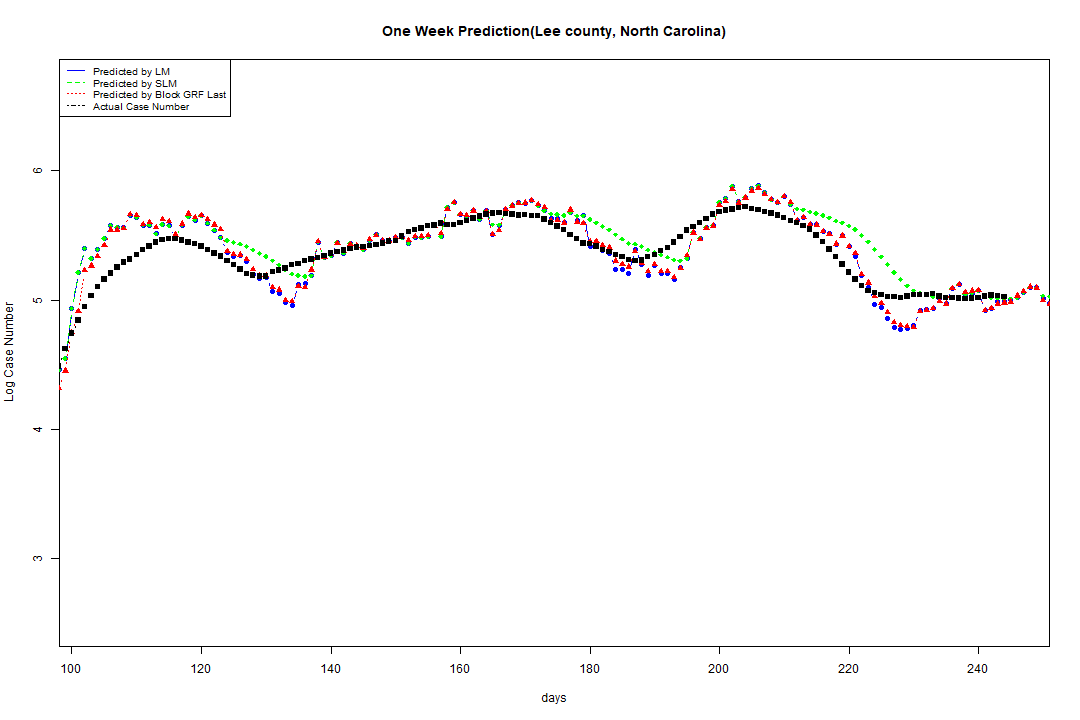 One Week Prediction(Lee county, North Carolina)
Predicted by LM
Predicted by SLM
Predicted by Block GRF Last
Actual Case Number
6
5
4
3
Log Case Number
100 120 140 160 180 200 220 240
days